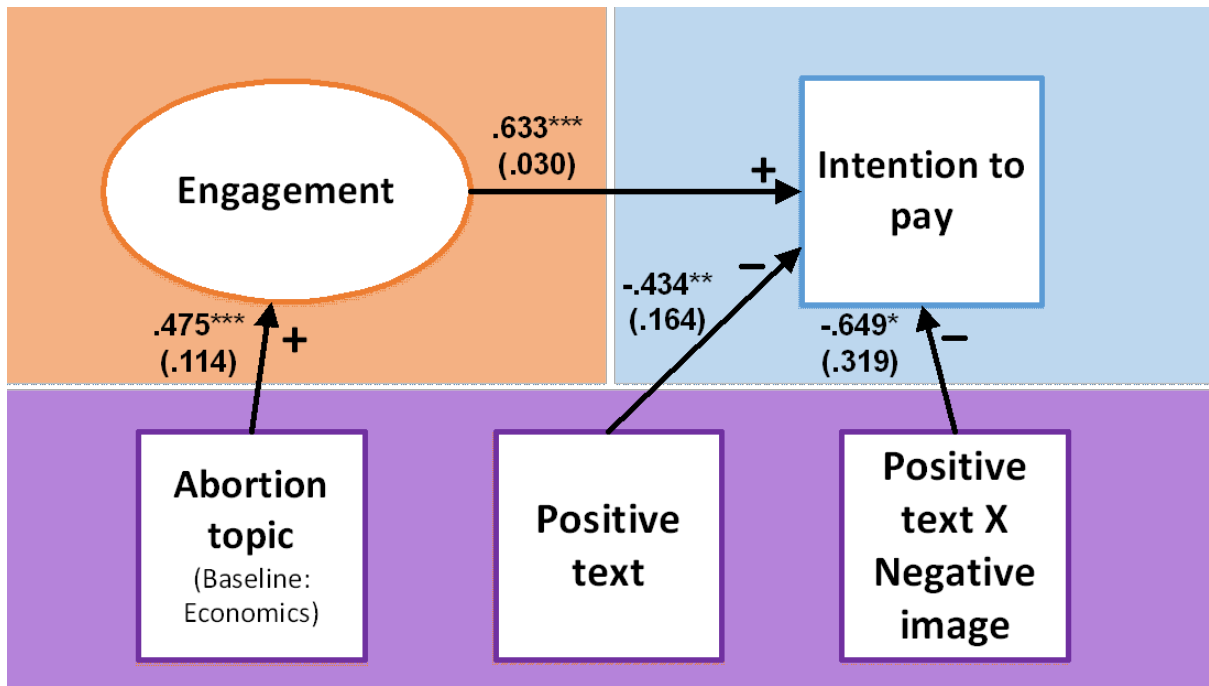 Engagement
.633***
(.030)
+
Intention to
pay
.475***
(.114)
+
-.434**
(.164)
−
-.649*
(.319)
−
Abortion
topic
(Baseline:
Economics)
Positive
text
Positive
text X
Negative
image